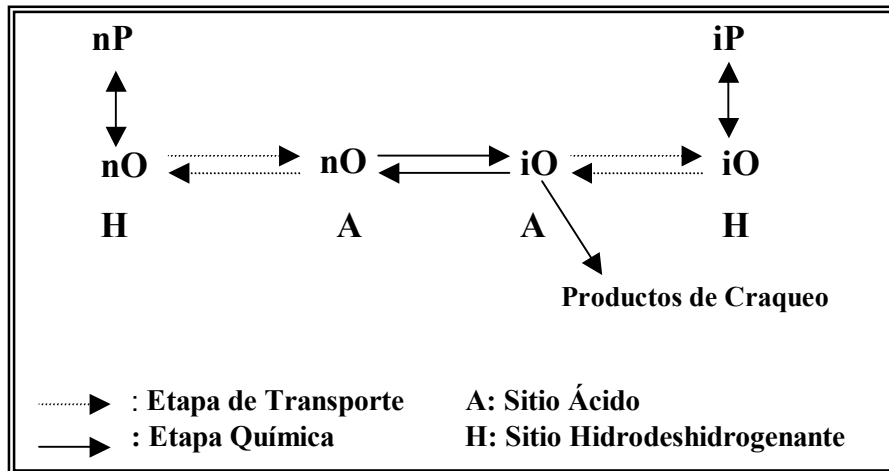 nP iP
nO nO iO iO
H A A H
Productos de Craqueo
: Etapa de Transporte A: Sitio Ácido
: Etapa Química H: Sitio Hidrodeshidrogenante